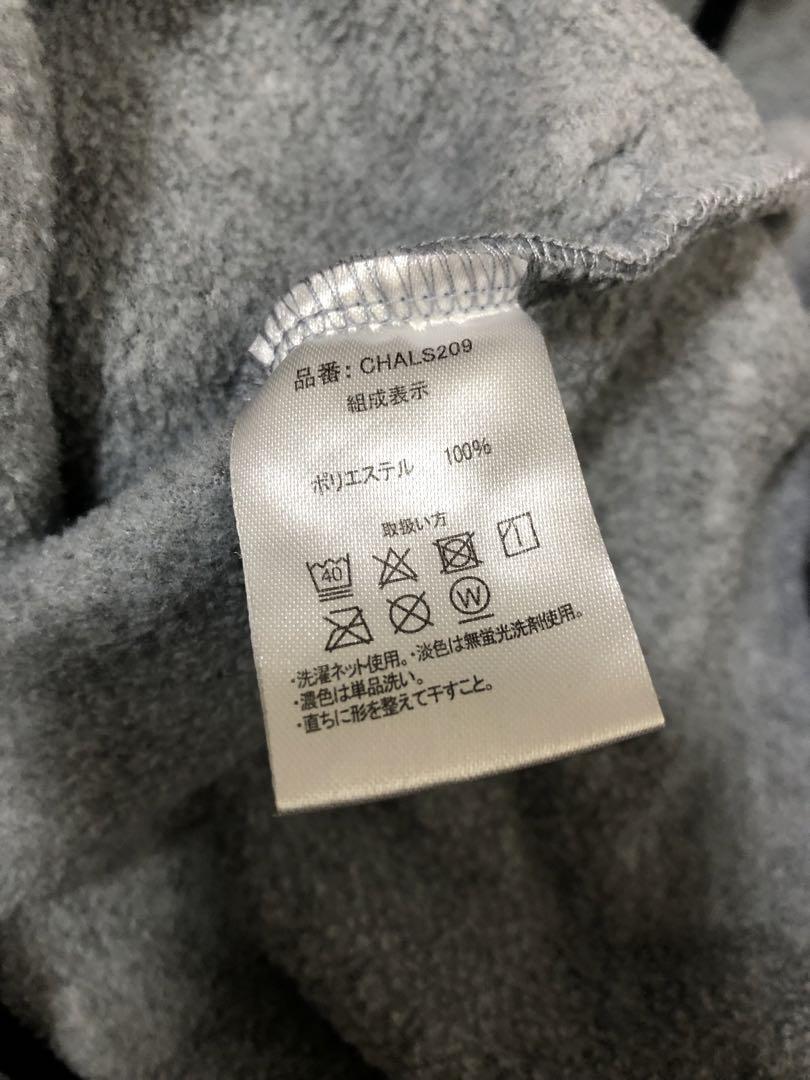 品番: CHALS209
組成表示
ポリエステル 100%
取扱い方
40
W
・洗濯ネット使用。・淡色は無蛍光洗剤使用。
・濃色は単品洗い。
・直ちに形を整えて干すこと。